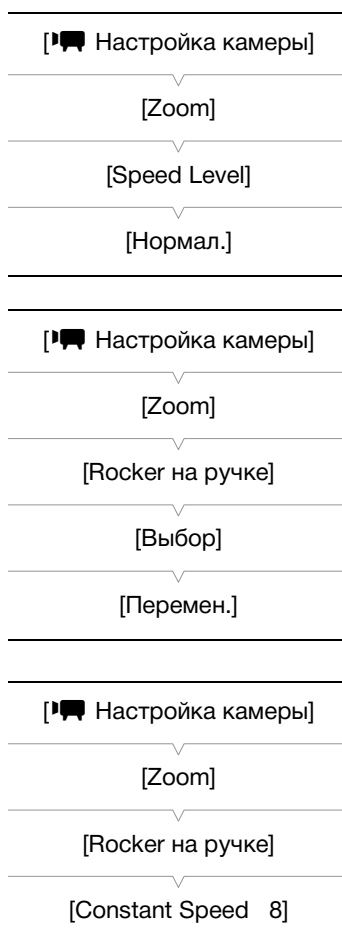 [Настройка камеры]
[Zoom]
[Speed Level]
[Нормал.]
[Настройка камеры]
[Zoom]
[Rocker на ручке]
[Выбор]
[Перемен.]
[Настройка камеры]
[Zoom]
[Rocker на ручке]
[Constant Speed 8]